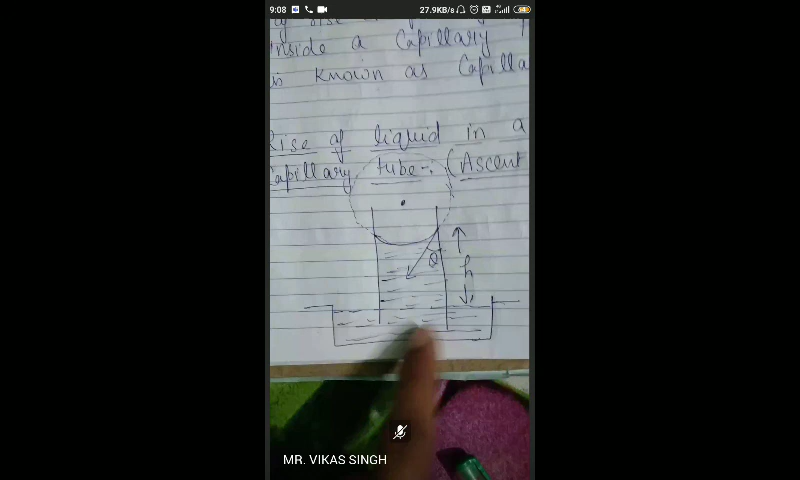 9:08 27.9KB/s 58
inside a Capillary
is known as Capilla
Rise of liquid in a
Capillary tube-: (Ascent
θ
h
MR. VIKAS SINGH